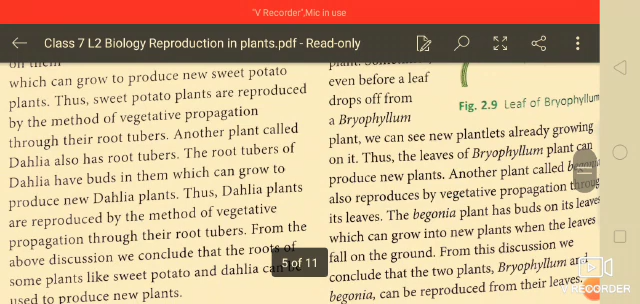 "V Recorder",Mic in use
Class 7 L2 Biology Reproduction in plants.pdf - Read-only
on them
which can grow to produce new sweet potato
plants. Thus, sweet potato plants are reproduced
by the method of vegetative propagation
through their root tubers. Another plant called
Dahlia also has root tubers. The root tubers of
Dahlia have buds in them which can grow to
produce new Dahlia plants. Thus, Dahlia plants
are reproduced by the method of vegetative
propagation through their root tubers. From the
above discussion we conclude that the roots of
some plants like sweet potato and dahlia can be
used to produce new plants.
plant.
even before a leaf
drops off from
a Bryophyllum
Fig. 2.9 Leaf of Bryophyllum
plant, we can see new plantlets already growing
on it. Thus, the leaves of Bryophyllum plant can
produce new plants. Another plant called
also reproduces by vegetative propagation
its leaves. The begonia plant has buds on its leaves
which can grow into new plants when the leaves
fall on the ground. From this discussion we
conclude that the two plants, Bryophyllum and
begonia, can be reproduced from their leaves.
5 of 11
V RECORDER